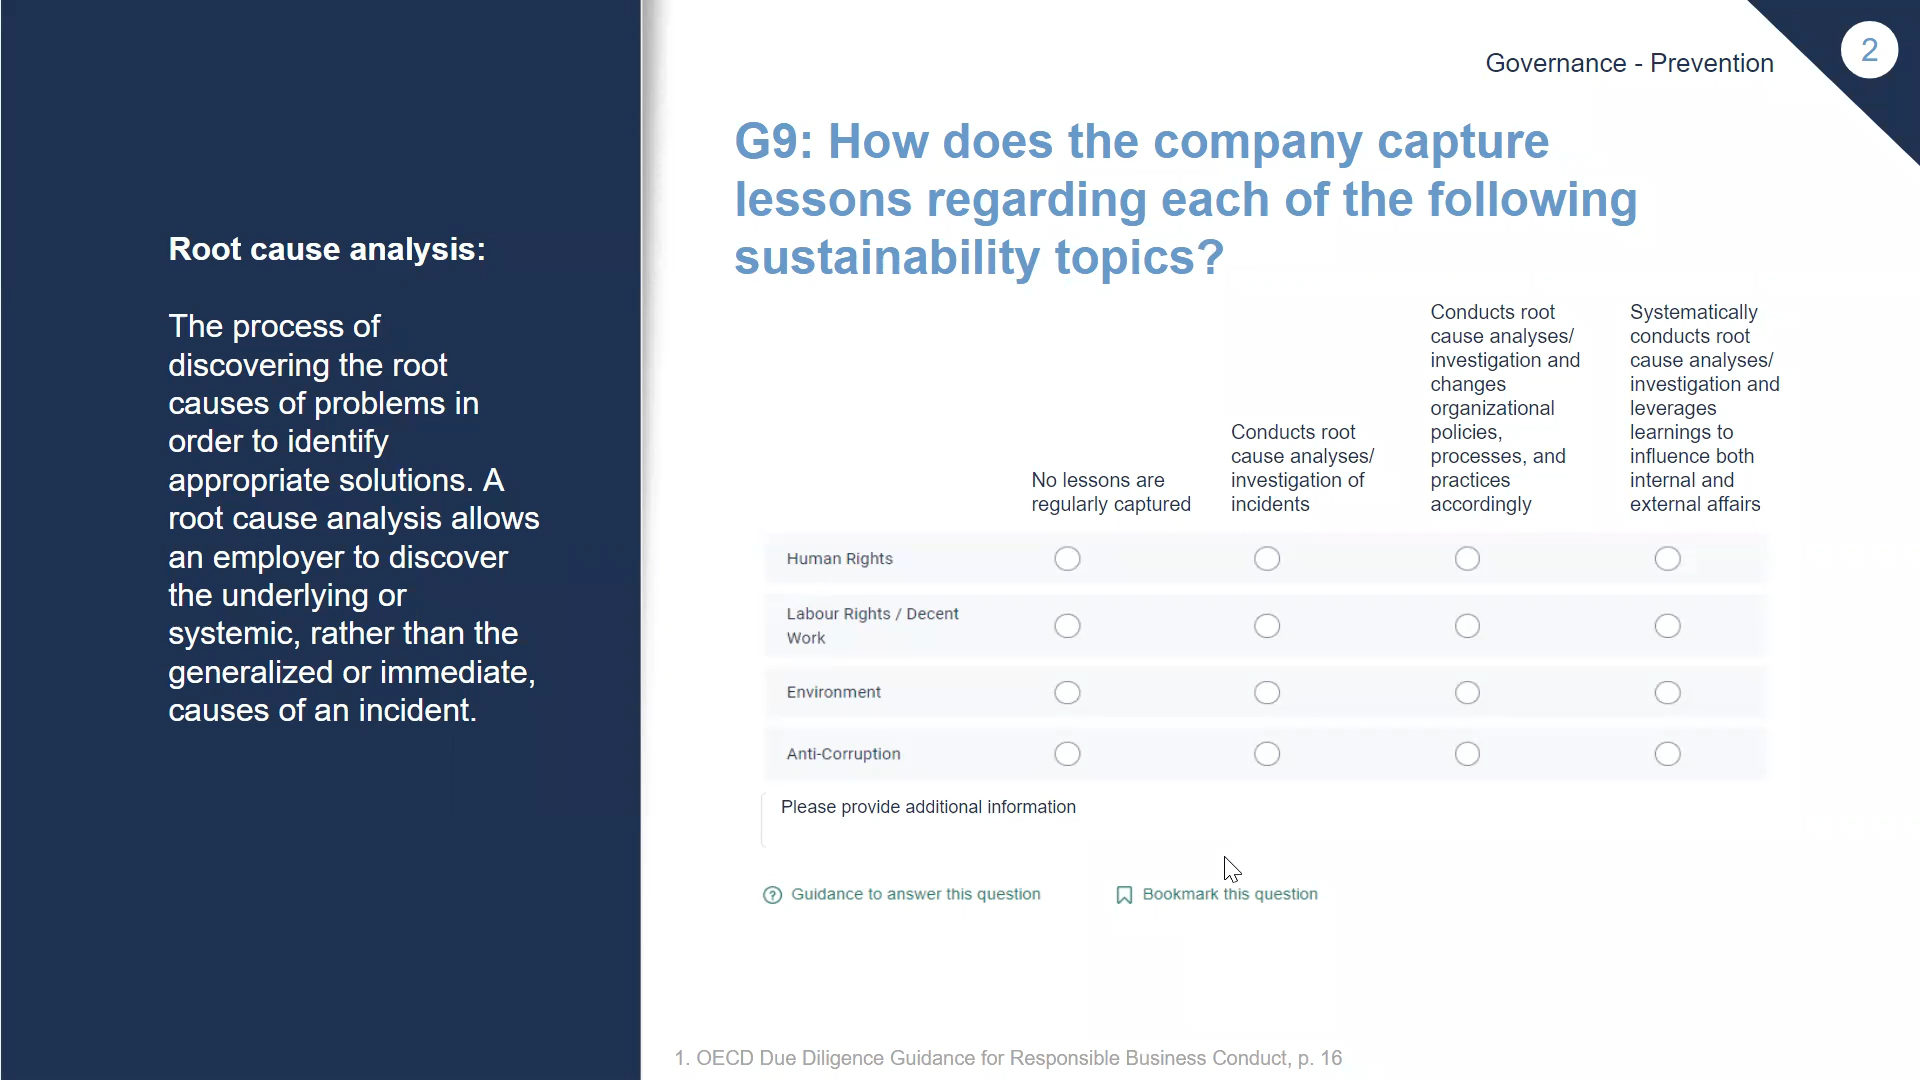 Root cause analysis:
The process of
discovering the root
causes of problems in
order to identify
appropriate solutions. A
root cause analysis allows
an employer to discover
the underlying or
systemic, rather than the
generalized or immediate,
causes of an incident.
2
Governance - Prevention
G9: How does the company capture
lessons regarding each of the following
sustainability topics?
No lessons are
regularly captured
Conducts root
cause analyses/
investigation of
incidents
Conducts root
cause analyses/
investigation and
changes
organizational
policies,
processes, and
practices
accordingly
Systematically
conducts root
cause analyses/
investigation and
leverages
learnings to
influence both
internal and
external affairs
Human Rights
Labour Rights / Decent
Work
Environment
Anti-Corruption
Please provide additional information
Guidance to answer this question
Bookmark this question
1. OECD Due Diligence Guidance for Responsible Business Conduct, p. 16